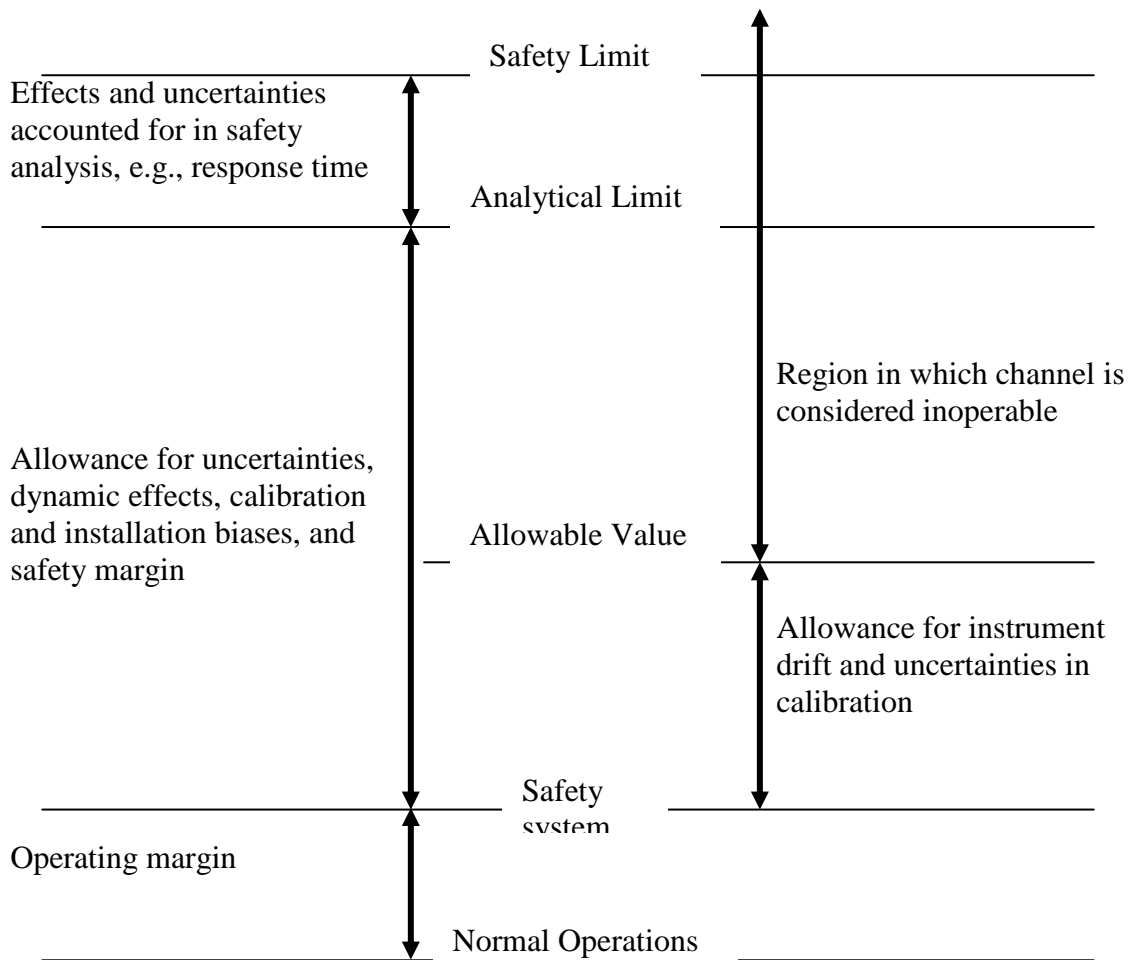 Safety Limit
Effects and uncertainties
accounted for in safety
analysis, e.g., response time
Analytical Limit
Region in which channel is
considered inoperable
Allowance for uncertainties,
dynamic effects, calibration
and installation biases, and
safety margin
Allowable Value
Allowance for instrument
drift and uncertainties in
calibration
Safety
system
Operating margin
Normal Operations